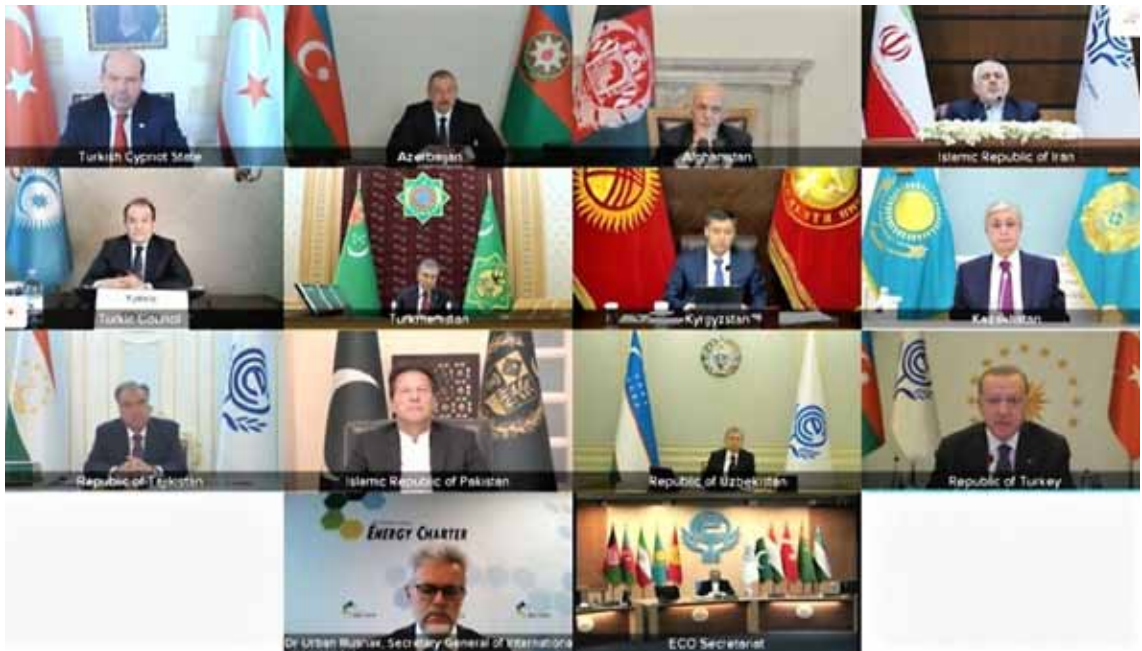 Turkish Cypriot State
Azerbaijan
Afghanistan
Islamic Republic of Iran
Turkic Council
Turkmenistan
Kyrgyzstan
Kazakhstan
Republic of Tajikistan
Islamic Republic of Pakistan
Republic of Uzbekistan
Republic of Turkey
ENERGY CHARTER
Dr Urban Rusnak, Secretary General of Internationa
ECO Secretariat